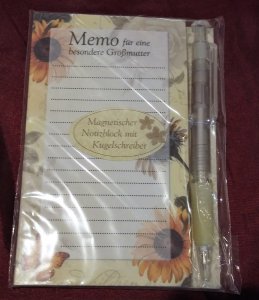 Memo für eine
besondere Großmutter
Magnetischer
Notizblock mit
Kugelschreiber